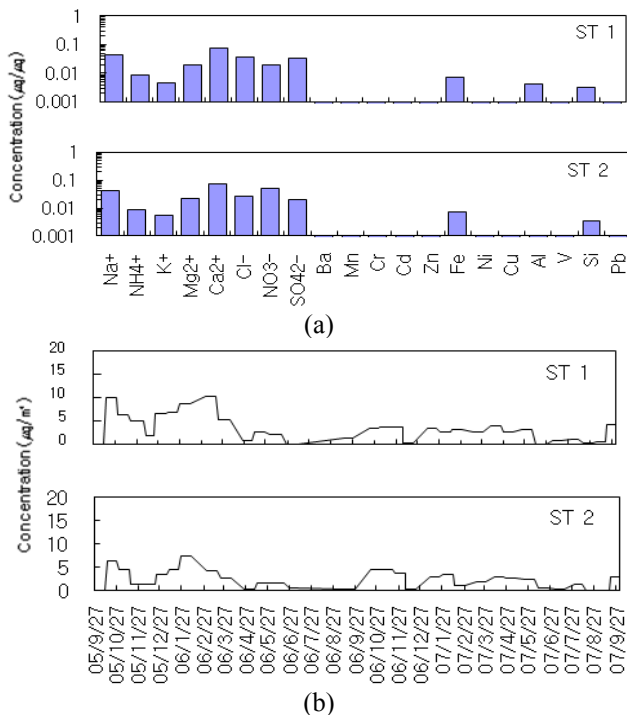 Concentration (㎍/㎍)
1
0.1
0.01
0.001
ST 1
1
0.1
0.01
0.001
ST 2
Na+
NH4+
K+
Mg2+
Ca2+
Cl-
NO3-
SO42-
Ba
Mn
Cr
Cd
Zn
Fe
Ni
Cu
Al
V
Si
Pb
(a)
Concentration (㎍/㎥)
20
15
10
5
0
ST 1
20
15
10
5
0
ST 2
05/9/27
05/10/27
05/11/27
05/12/27
06/1/27
06/2/27
06/3/27
06/4/27
06/5/27
06/6/27
06/7/27
06/8/27
06/9/27
06/10/27
06/11/27
06/12/27
07/1/27
07/2/27
07/3/27
07/4/27
07/5/27
07/6/27
07/7/27
07/8/27
07/9/27
(b)